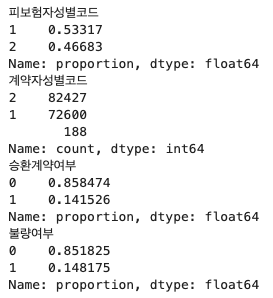 피보험자성별코드
1    0.53317
2    0.46683
Name: proportion, dtype: float64
계약자성별코드
2    82427
1    72600
       188
Name: count, dtype: int64
승환계약여부
0    0.858474
1    0.141526
Name: proportion, dtype: float64
불량여부
0    0.851825
1    0.148175
Name: proportion, dtype: float64